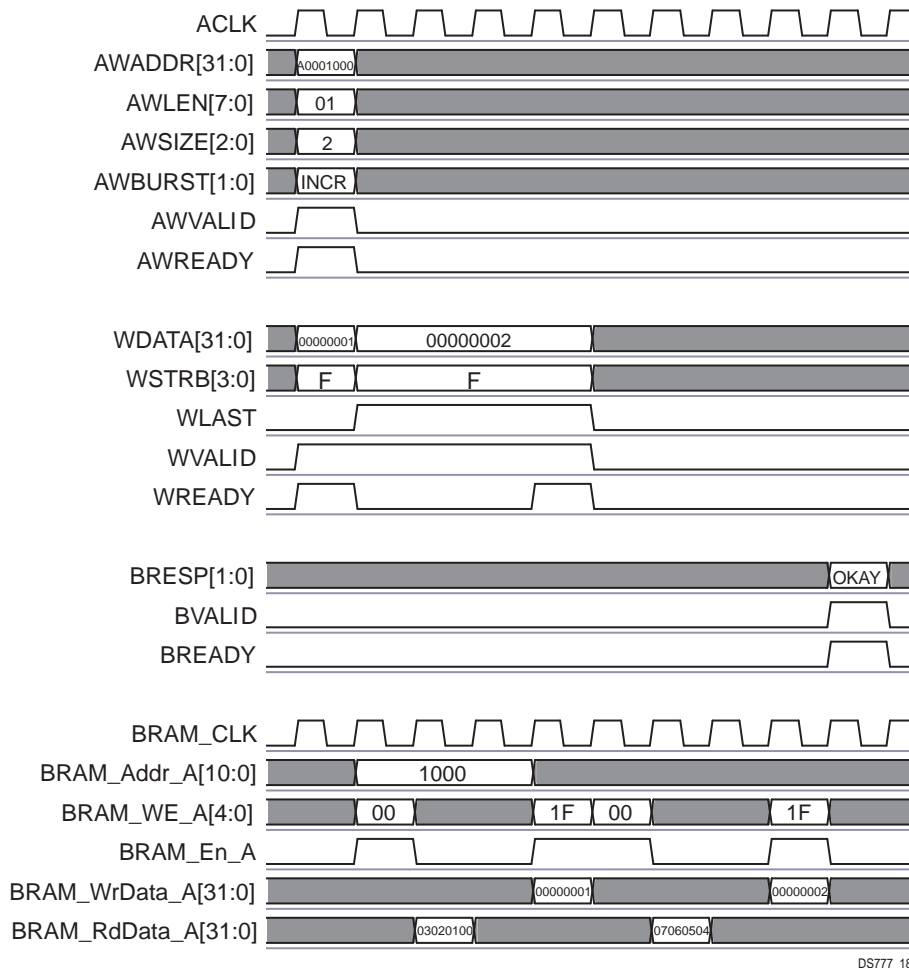 ACLK
AWADDR[31:0] A0001000
AWLEN[7:0] 01
AWSIZE[2:0] 2
AWBURST[1:0] INCR
AWVALID
AWREADY
WDATA[31:0] 00000001 00000002
WSTRB[3:0] F F
WLAST
WVALID
WREADY
BRESP[1:0] OKAY
BVALID
BREADY
BRAM_CLK
BRAM_Addr_A[10:0] 1000
BRAM_WE_A[4:0] 00 1F 00 1F
BRAM_En_A
BRAM_WrData_A[31:0] 00000001 00000002
BRAM_RdData_A[31:0] 03020100 07060504
DS777_18